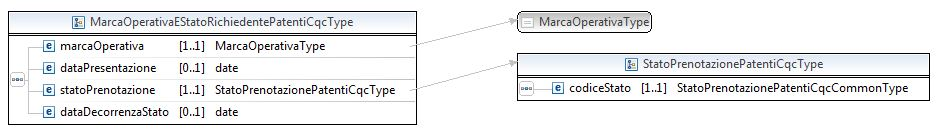 MarcaOperativaEStatoRichiedentePatentiCqcType
marcaOperativa [1..1] MarcaOperativaType
dataPresentazione [0..1] date
statoPrenotazione [1..1] StatoPrenotazionePatentiCqcType
dataDecorrenzaStato [0..1] date
MarcaOperativaType
StatoPrenotazionePatentiCqcType
codiceStato [1..1] StatoPrenotazionePatentiCqcCommonType